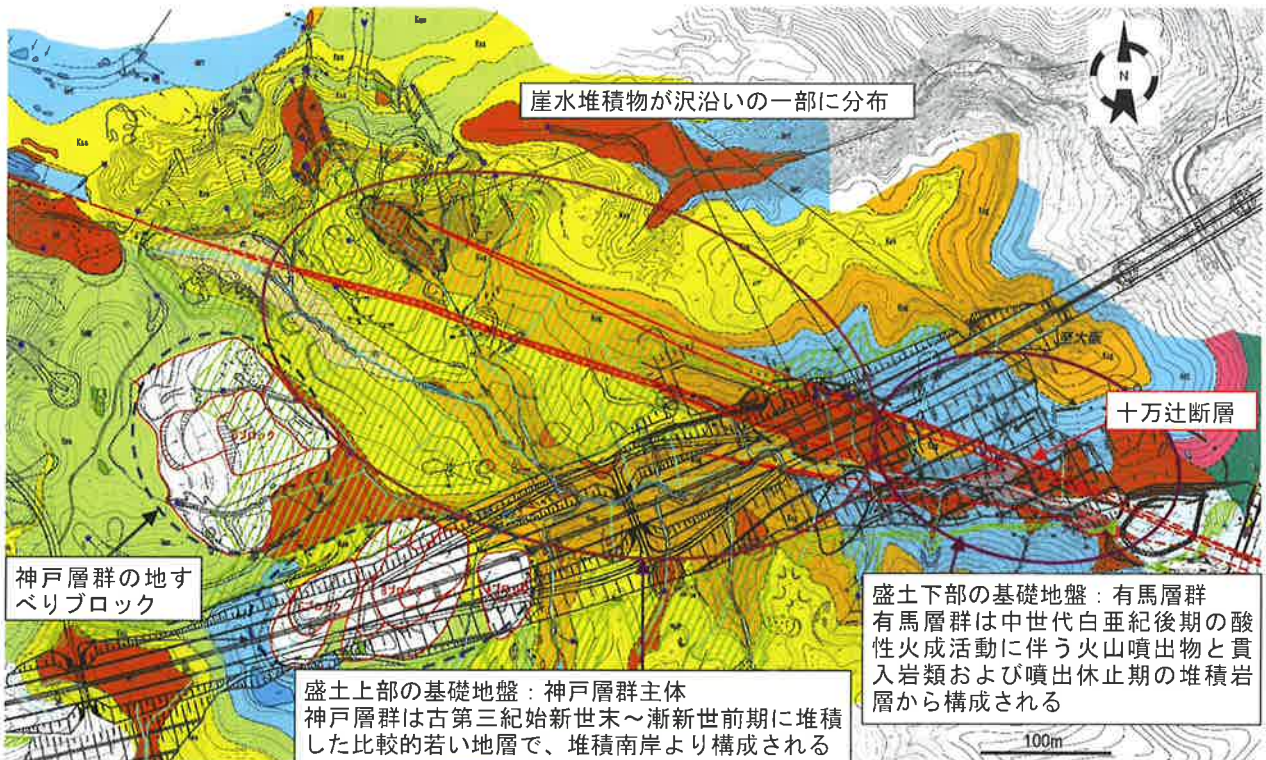 崖水堆積物が沢沿いの一部に分布
N
至大阪
十万辻断層
神戸層群の地す
べりブロック
盛土下部の基礎地盤：有馬層群
有馬層群は中世代白亜紀後期の酸
性火成活動に伴う火山噴出物と貫
入岩類および噴出休止期の堆積岩
層から構成される
盛土上部の基礎地盤：神戸層群主体
神戸層群は古第三紀始新世末～漸新世前期に堆積
した比較的若い地層で、堆積南岸より構成される
100m